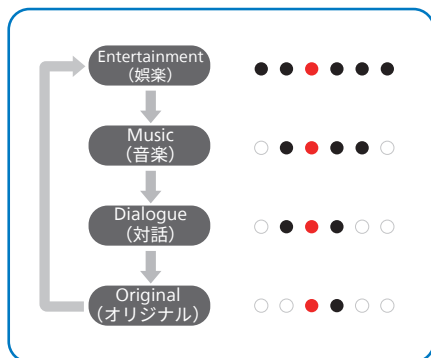 Entertainment
（娯楽）
Music
（音楽）
Dialogue
（対話）
Original
（オリジナル）